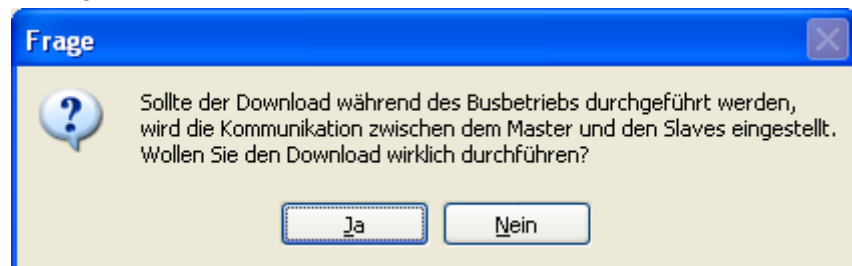 Frage
Sollte der Download während des Busbetriebs durchgeführt werden,
wird die Kommunikation zwischen dem Master und den Slaves eingestellt.
Wollen Sie den Download wirklich durchführen?
Ja
Nein